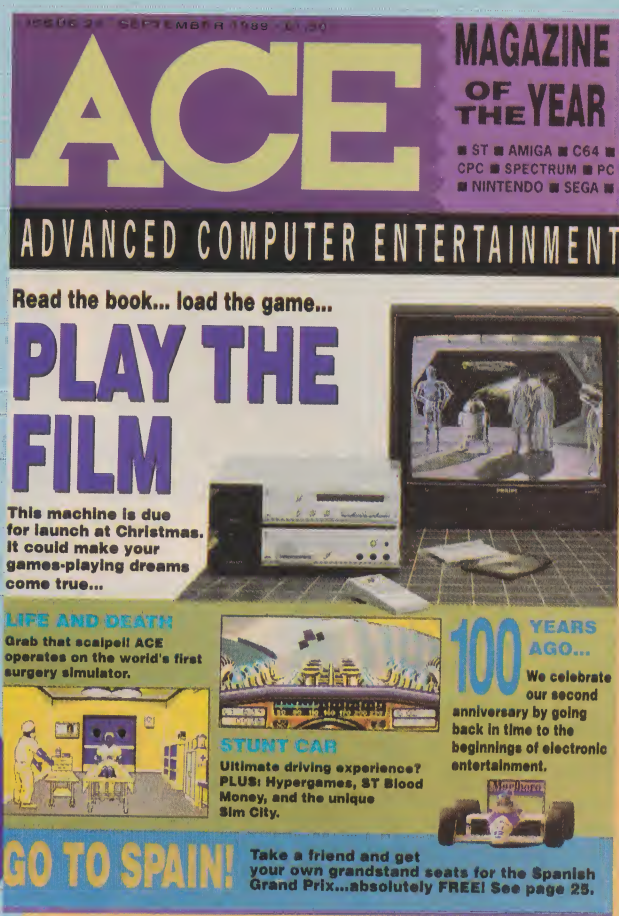 SEPTEMBER 1989 · £1.50
ACE
MAGAZINE
OF
THE YEAR
■ ST ■ AMIGA ■ C64 ■
CPC ■ SPECTRUM ■ PC
■ NINTENDO ■ SEGA ■
ADVANCED COMPUTER ENTERTAINMENT
Read the book... load the game...
PLAY THE
FILM
This machine is due
for launch at Christmas.
It could make your
games-playing dreams
come true...
PHILIPS
LIFE AND DEATH
Grab that scalpel! ACE
operates on the world's first
surgery simulator.
STUNT CAR
Ultimate driving experience?
PLUS: Hypergames, ST Blood
Money, and the unique
Sim City.
100 YEARS
AGO...
We celebrate
our second
anniversary by going
back in time to the
beginnings of electronic
entertainment.
Marlboro
GO TO SPAIN!
Take a friend and get
your own grandstand seats for the Spanish
Grand Prix...absolutely FREE! See page 25.